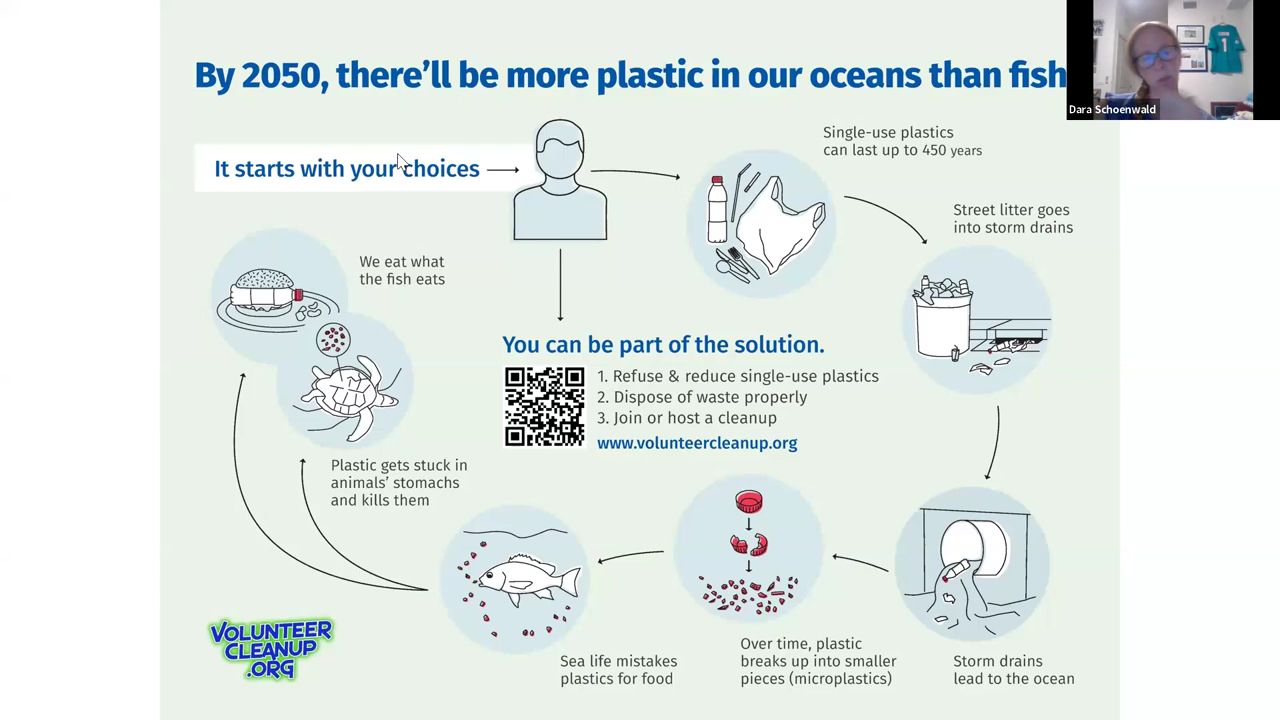 By 2050, there'll be more plastic in our oceans than fish
Dara Schoenwald
It starts with your choices
Single-use plastics
can last up to 450 years
Street litter goes
into storm drains
We eat what
the fish eats
You can be part of the solution.
1. Refuse & reduce single-use plastics
2. Dispose of waste properly
3. Join or host a cleanup
www.volunteercleanup.org
Plastic gets stuck in
animals' stomachs
and kills them
Sea life mistakes
plastics for food
Over time, plastic
breaks up into smaller
pieces (microplastics)
Storm drains
lead to the ocean
VOLUNTEER
CLEANUP
.ORG
1